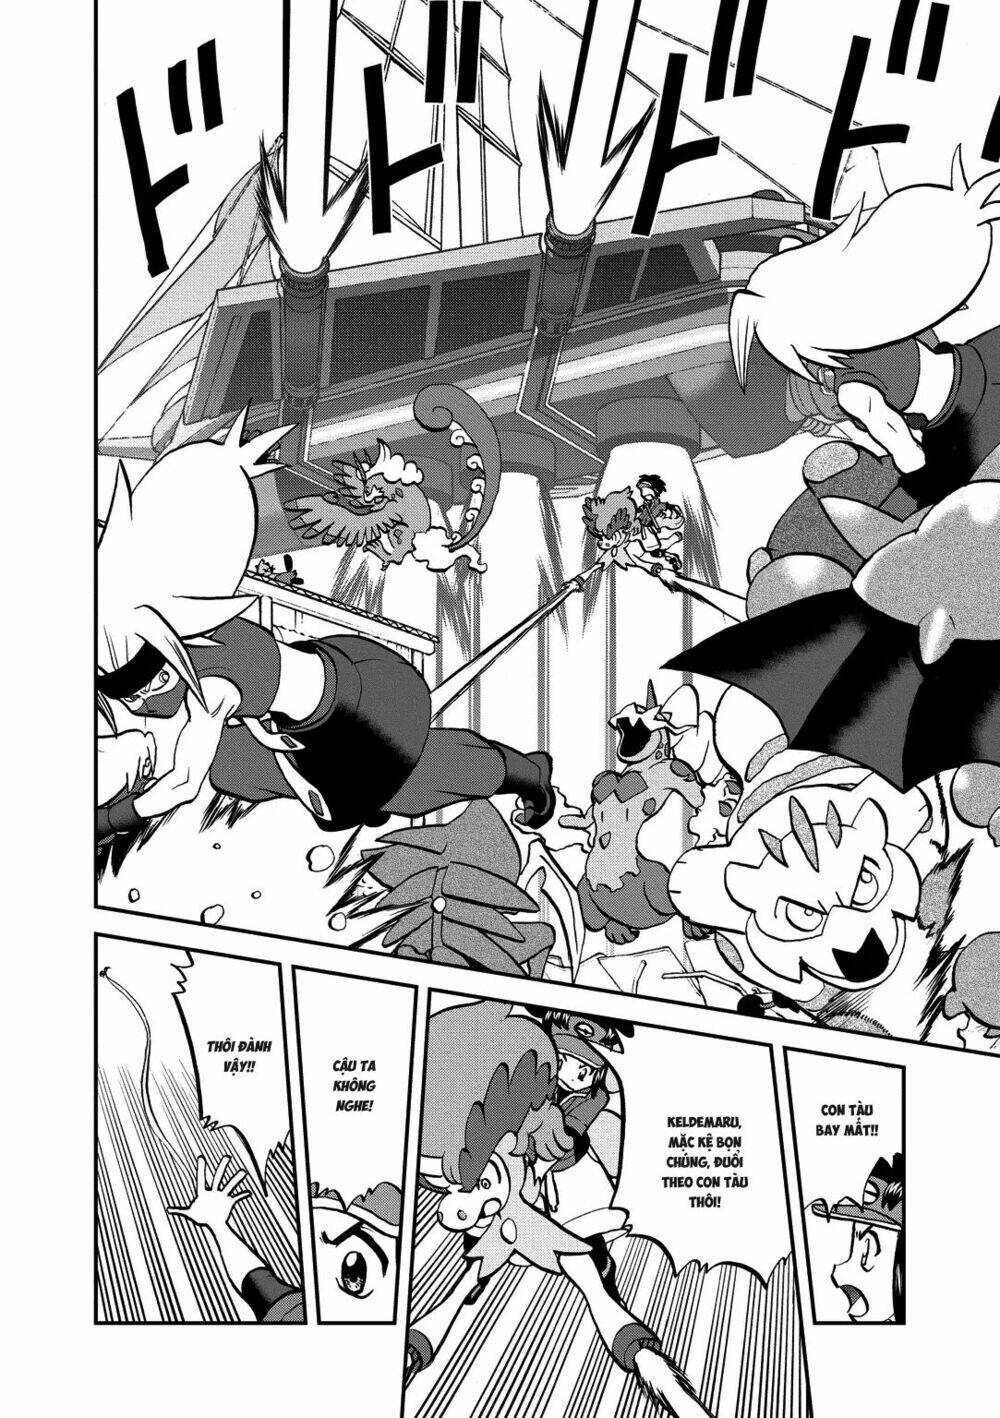 ドドドド
CON TÀU
BAY MẤT!!
KELDEMARU,
MẶC KỆ BỌN
CHÚNG, ĐUỔI
THEO CON TÀU
THÔI!
CẬU TA
KHÔNG
NGHE!
THÔI ĐÀNH
VẬY!!